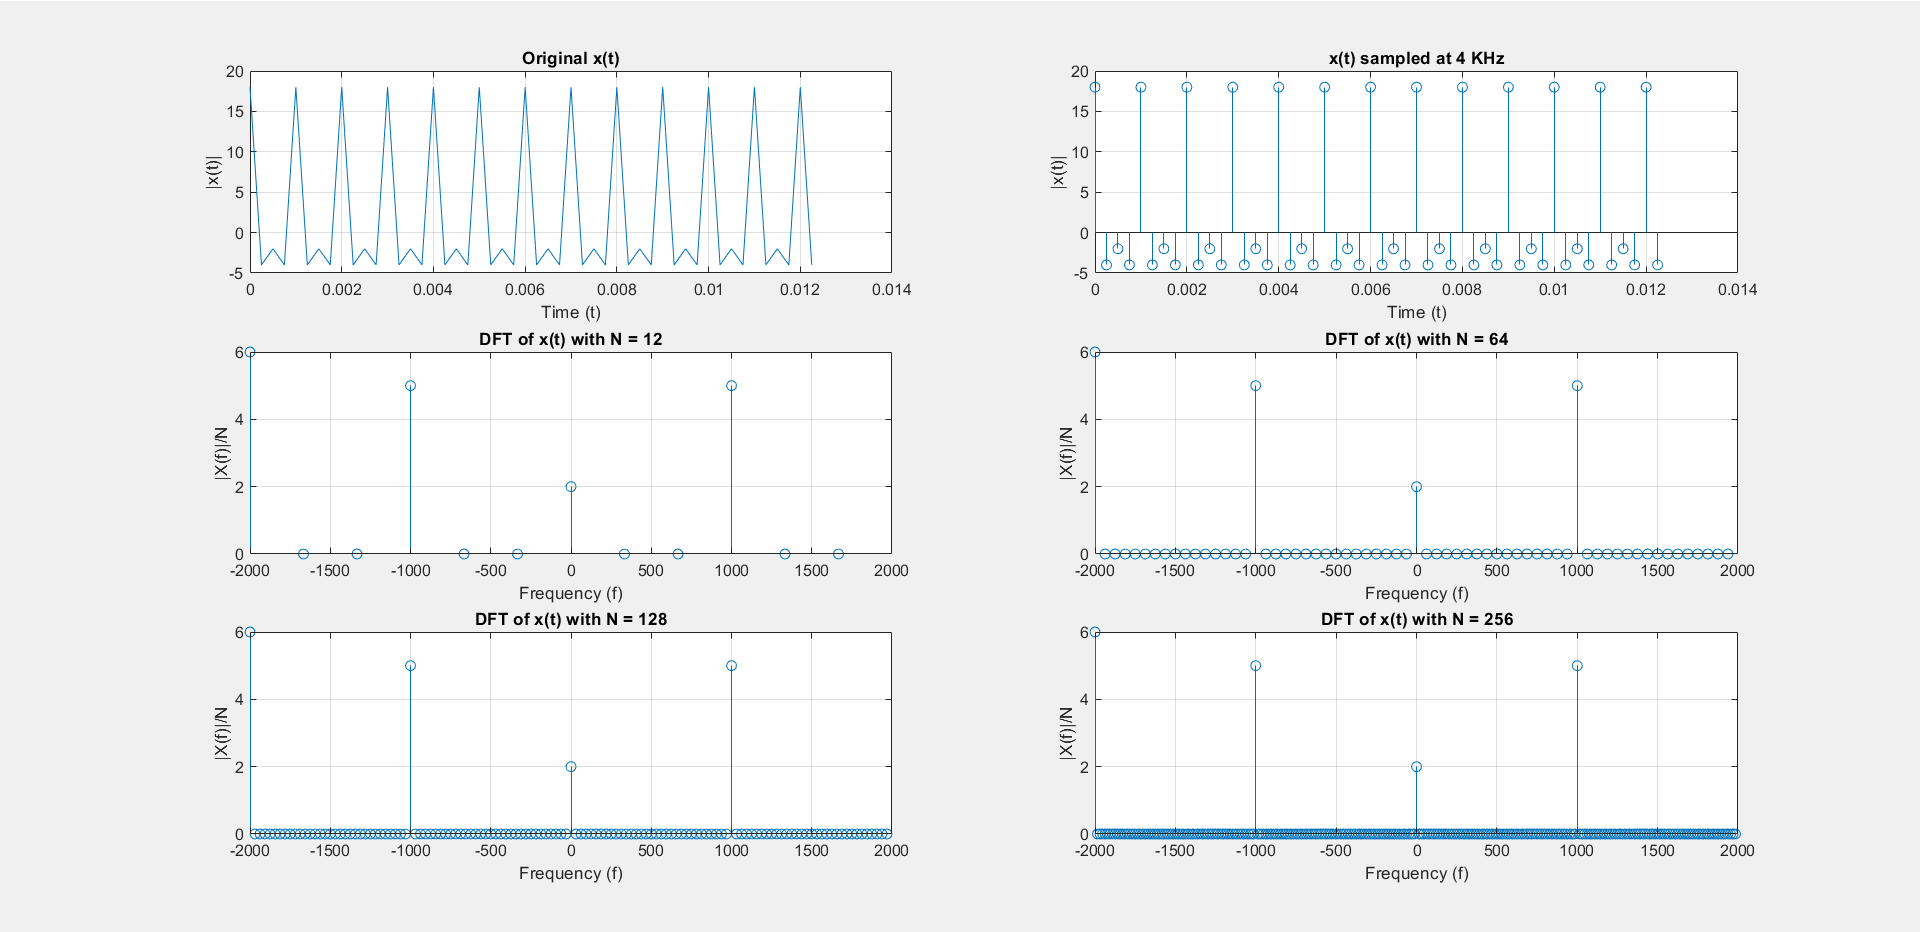 Original x(t)
|x(t)|
20
15
10
5
0
-5
0 0.002 0.004 0.006 0.008 0.01 0.012 0.014
Time (t)
x(t) sampled at 4 KHz
|x(t)|
20
15
10
5
0
-5
0 0.002 0.004 0.006 0.008 0.01 0.012 0.014
Time (t)
DFT of x(t) with N = 12
|X(f)|/N
6
4
2
0
-2000 -1500 -1000 -500 0 500 1000 1500 2000
Frequency (f)
DFT of x(t) with N = 64
|X(f)|/N
6
4
2
0
-2000 -1500 -1000 -500 0 500 1000 1500 2000
Frequency (f)
DFT of x(t) with N = 128
|X(f)|/N
6
4
2
0
-2000 -1500 -1000 -500 0 500 1000 1500 2000
Frequency (f)
DFT of x(t) with N = 256
|X(f)|/N
6
4
2
0
-2000 -1500 -1000 -500 0 500 1000 1500 2000
Frequency (f)